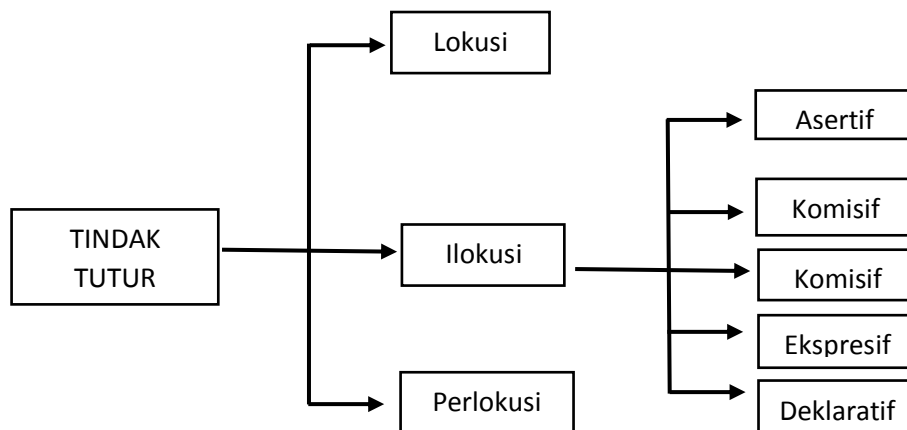 Lokusi
Asertif
Komisif
TINDAK
TUTUR
Ilokusi
Komisif
Ekspresif
Perlokusi
Deklaratif